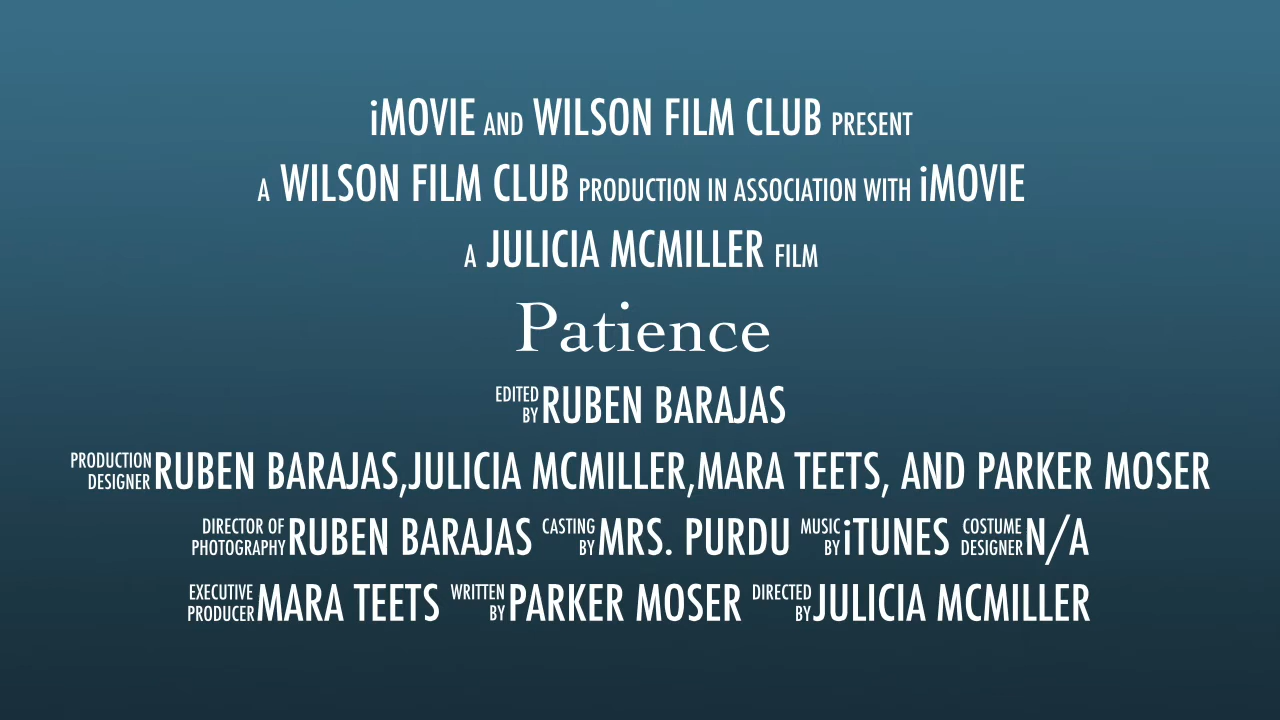 iMOVIE AND WILSON FILM CLUB PRESENT
A WILSON FILM CLUB PRODUCTION IN ASSOCIATION WITH iMOVIE
A JULICIA MCMILLER FILM
Patience
EDITED BY RUBEN BARAJAS
PRODUCTION DESIGNER RUBEN BARAJAS,JULICIA MCMILLER,MARA TEETS, AND PARKER MOSER
DIRECTOR OF PHOTOGRAPHY RUBEN BARAJAS CASTING BY MRS. PURDU MUSIC BY iTUNES COSTUME DESIGNER N/A
EXECUTIVE PRODUCER MARA TEETS WRITTEN BY PARKER MOSER DIRECTED BY JULICIA MCMILLER